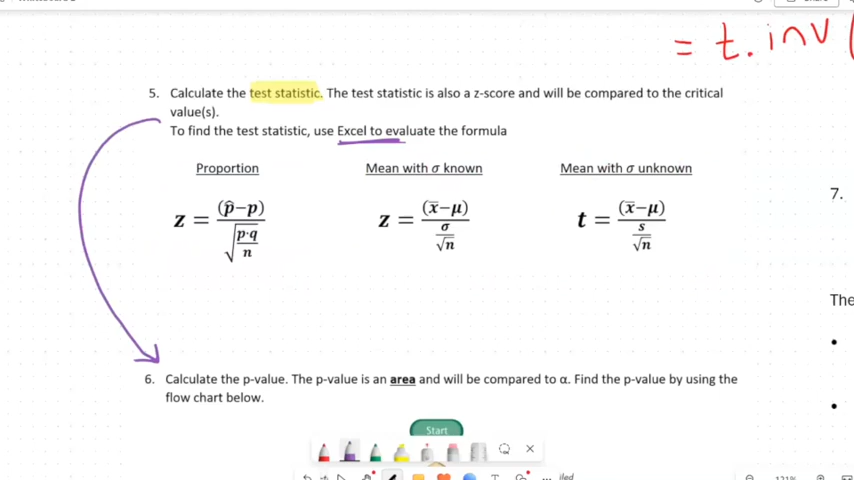 = t.inv (
5. Calculate the test statistic. The test statistic is also a z-score and will be compared to the critical
value(s).
To find the test statistic, use Excel to evaluate the formula
Proportion Mean with σ known Mean with σ unknown
z = (p̂−p) / √(p·q / n) z = (x̄−μ) / (σ / √n) t = (x̄−μ) / (s / √n)
7.
The
6. Calculate the p-value. The p-value is an area and will be compared to α. Find the p-value by using the
flow chart below.
Start